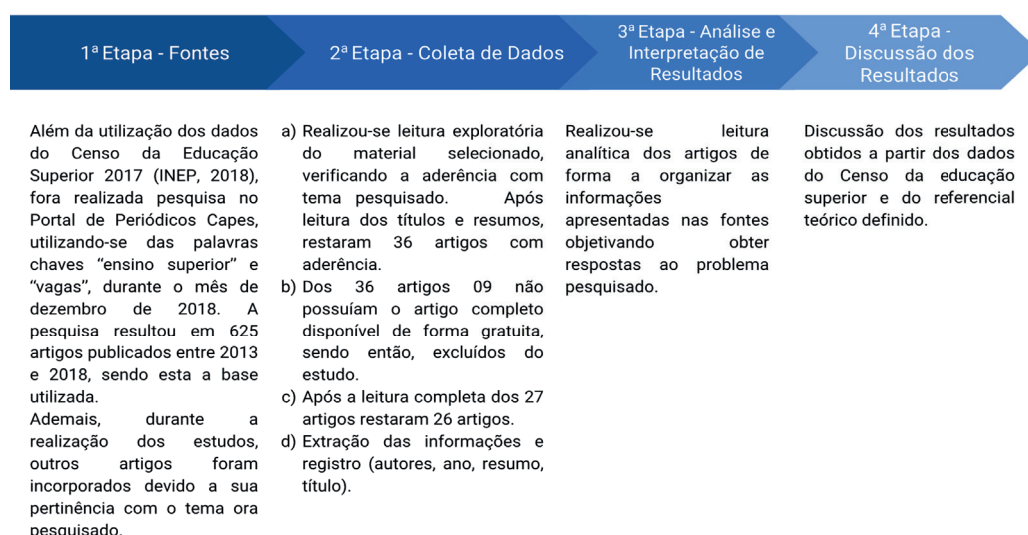 1ª Etapa - Fontes
2ª Etapa - Coleta de Dados
3ª Etapa - Análise e
Interpretação de
Resultados
4ª Etapa -
Discussão dos
Resultados
Além da utilização dos dados
do Censo da Educação
Superior 2017 (INEP, 2018),
fora realizada pesquisa no
Portal de Periódicos Capes,
utilizando-se das palavras
chaves “ensino superior” e
“vagas”, durante o mês de
dezembro de 2018. A
pesquisa resultou em 625
artigos publicados entre 2013
e 2018, sendo esta a base
utilizada.
Ademais, durante a
realização dos estudos,
outros artigos foram
incorporados devido a sua
pertinência com o tema ora
pesquisado.
a) Realizou-se leitura exploratória
do material selecionado,
verificando a aderência com
tema pesquisado. Após
leitura dos títulos e resumos,
restaram 36 artigos com
aderência.
b) Dos 36 artigos 09 não
possuíam o artigo completo
disponível de forma gratuita,
sendo então, excluídos do
estudo.
c) Após a leitura completa dos 27
artigos restaram 26 artigos.
d) Extração das informações e
registro (autores, ano, resumo,
título).
Realizou-se leitura
analítica dos artigos de
forma a organizar as
informações
apresentadas nas fontes
objetivando obter
respostas ao problema
pesquisado.
Discussão dos resultados
obtidos a partir dos dados
do Censo da educação
superior e do referencial
teórico definido.